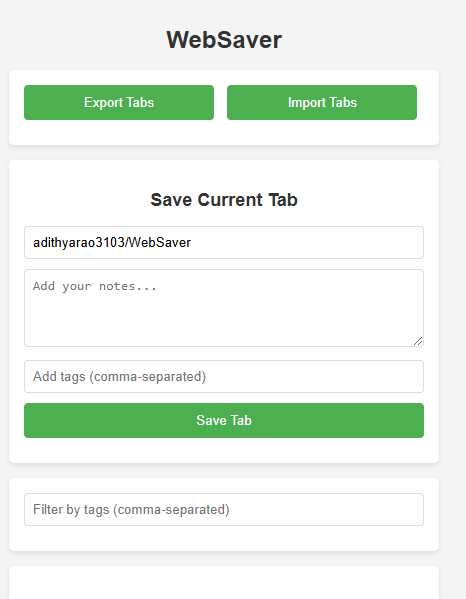 WebSaver
Export Tabs
Import Tabs
Save Current Tab
adithyarao3103/WebSaver
Add your notes...
Add tags (comma-separated)
Save Tab
Filter by tags (comma-separated)